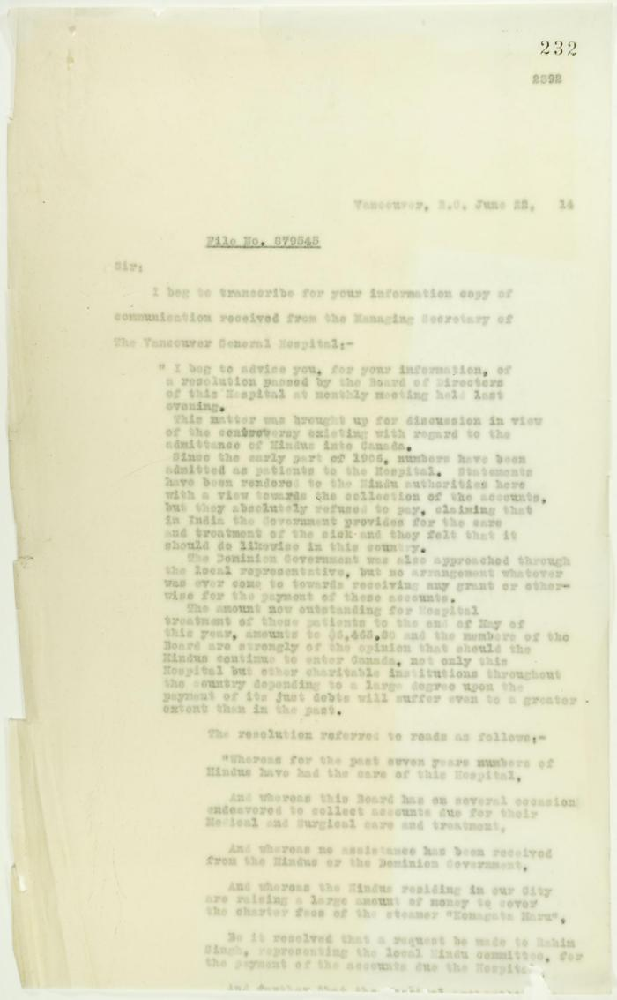 232
2392
Vancouver, B.C. June 22, 14
File No. 879545
Sir:
I beg to transcribe for your information copy of
communication received from the Managing Secretary of
The Vancouver General Hospital:-
" I beg to advise you, for your information, of
a resolution passed by the Board of Directors
of this Hospital at monthly meeting held last
evening.
This matter was brought up for discussion in view
of the controversy existing with regard to the
admittance of Hindus into Canada.
Since the early part of 1906, numbers have been
admitted as patients to the Hospital. Statements
have been rendered to the Hindu authorities here
with a view towards the collection of the accounts,
but they absolutely refused to pay, claiming that
in India the Government provides for the care
and treatment of the sick and they felt that it
should do likewise in this country.
The Dominion Government was also approached through
the local representative, but no arrangement whatever
was ever come to towards receiving any grant or other-
wise for the payment of these accounts.
The amount now outstanding for Hospital
treatment of these patients to the end of May of
this year, amounts to and the members of the
Board are strongly of the opinion that should the
Hindus continue to enter Canada, not only this
Hospital but other charitable institutions throughout
the country depending to a large degree upon the
payment of its just debts will suffer even to a greater
extent than in the past.
The resolution referred to reads as follows:-
"Whereas for the past seven years numbers of
Hindus have had the care of this Hospital,
And whereas this Board has on several occasion
endeavored to collect accounts due for their
Medical and Surgical care and treatment,
And whereas no assistance has been received
from the Hindus or the Dominion Government,
And whereas the Hindus residing in our City
are raising a large amount of money to cover
the charter fees of the steamer "Komagata Maru",
Be it resolved that a request be made to Rahim
Singh, representing the local Hindu committee, for
the payment of the accounts due the Hospital
And further that the